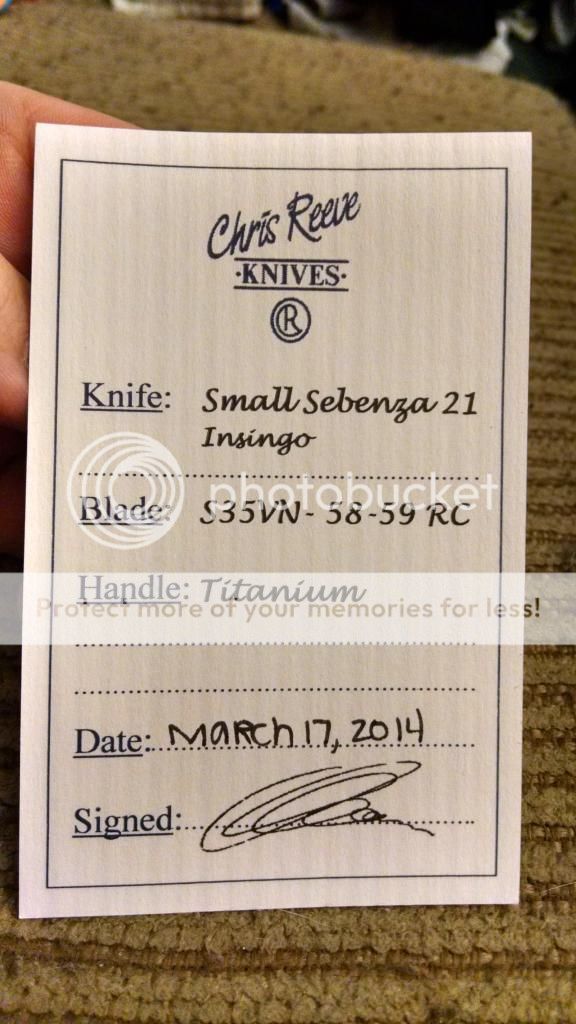 Chris Reeve
·KNIVES·
R
Knife: Small Sebenza 21
Insingo
photobucket
Blade: S35VN- 58-59 RC
Handle: Titanium
Protect more of your memories for less!
Date: MARCH 17, 2014
Signed: